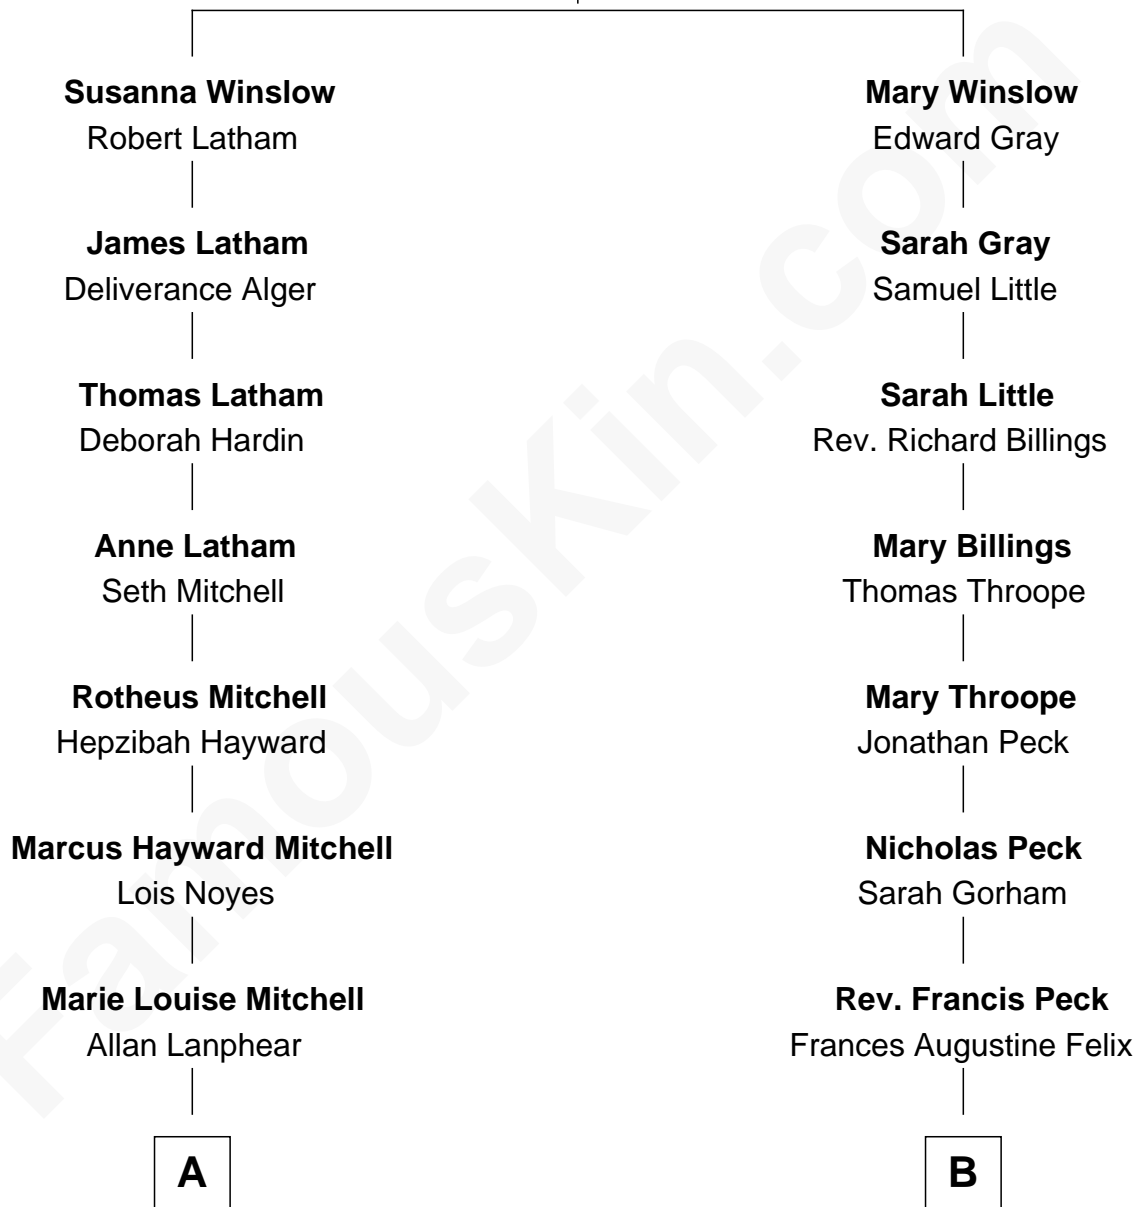 Susanna Winslow
Robert Latham
James Latham
Deliverance Alger
Thomas Latham
Deborah Hardin
Anne Latham
Seth Mitchell
Rotheus Mitchell
Hepzibah Hayward
Marcus Hayward Mitchell
Lois Noyes
Marie Louise Mitchell
Allan Lanphear
A
Mary Winslow
Edward Gray
Sarah Gray
Samuel Little
Sarah Little
Rev. Richard Billings
Mary Billings
Thomas Throope
Mary Throope
Jonathan Peck
Nicholas Peck
Sarah Gorham
Rev. Francis Peck
Frances Augustine Felix
B
FamousKin.com